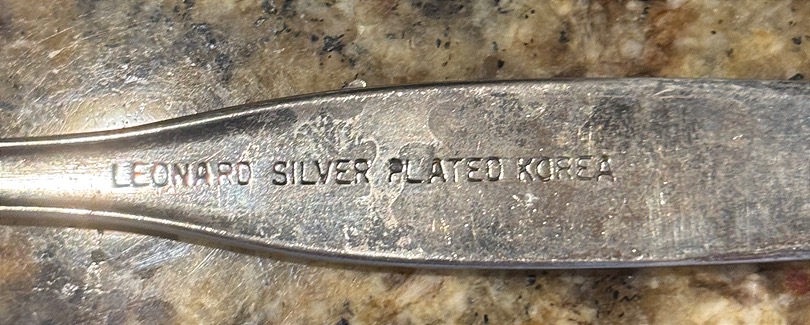 LEONARD SILVER PLATED KOREA